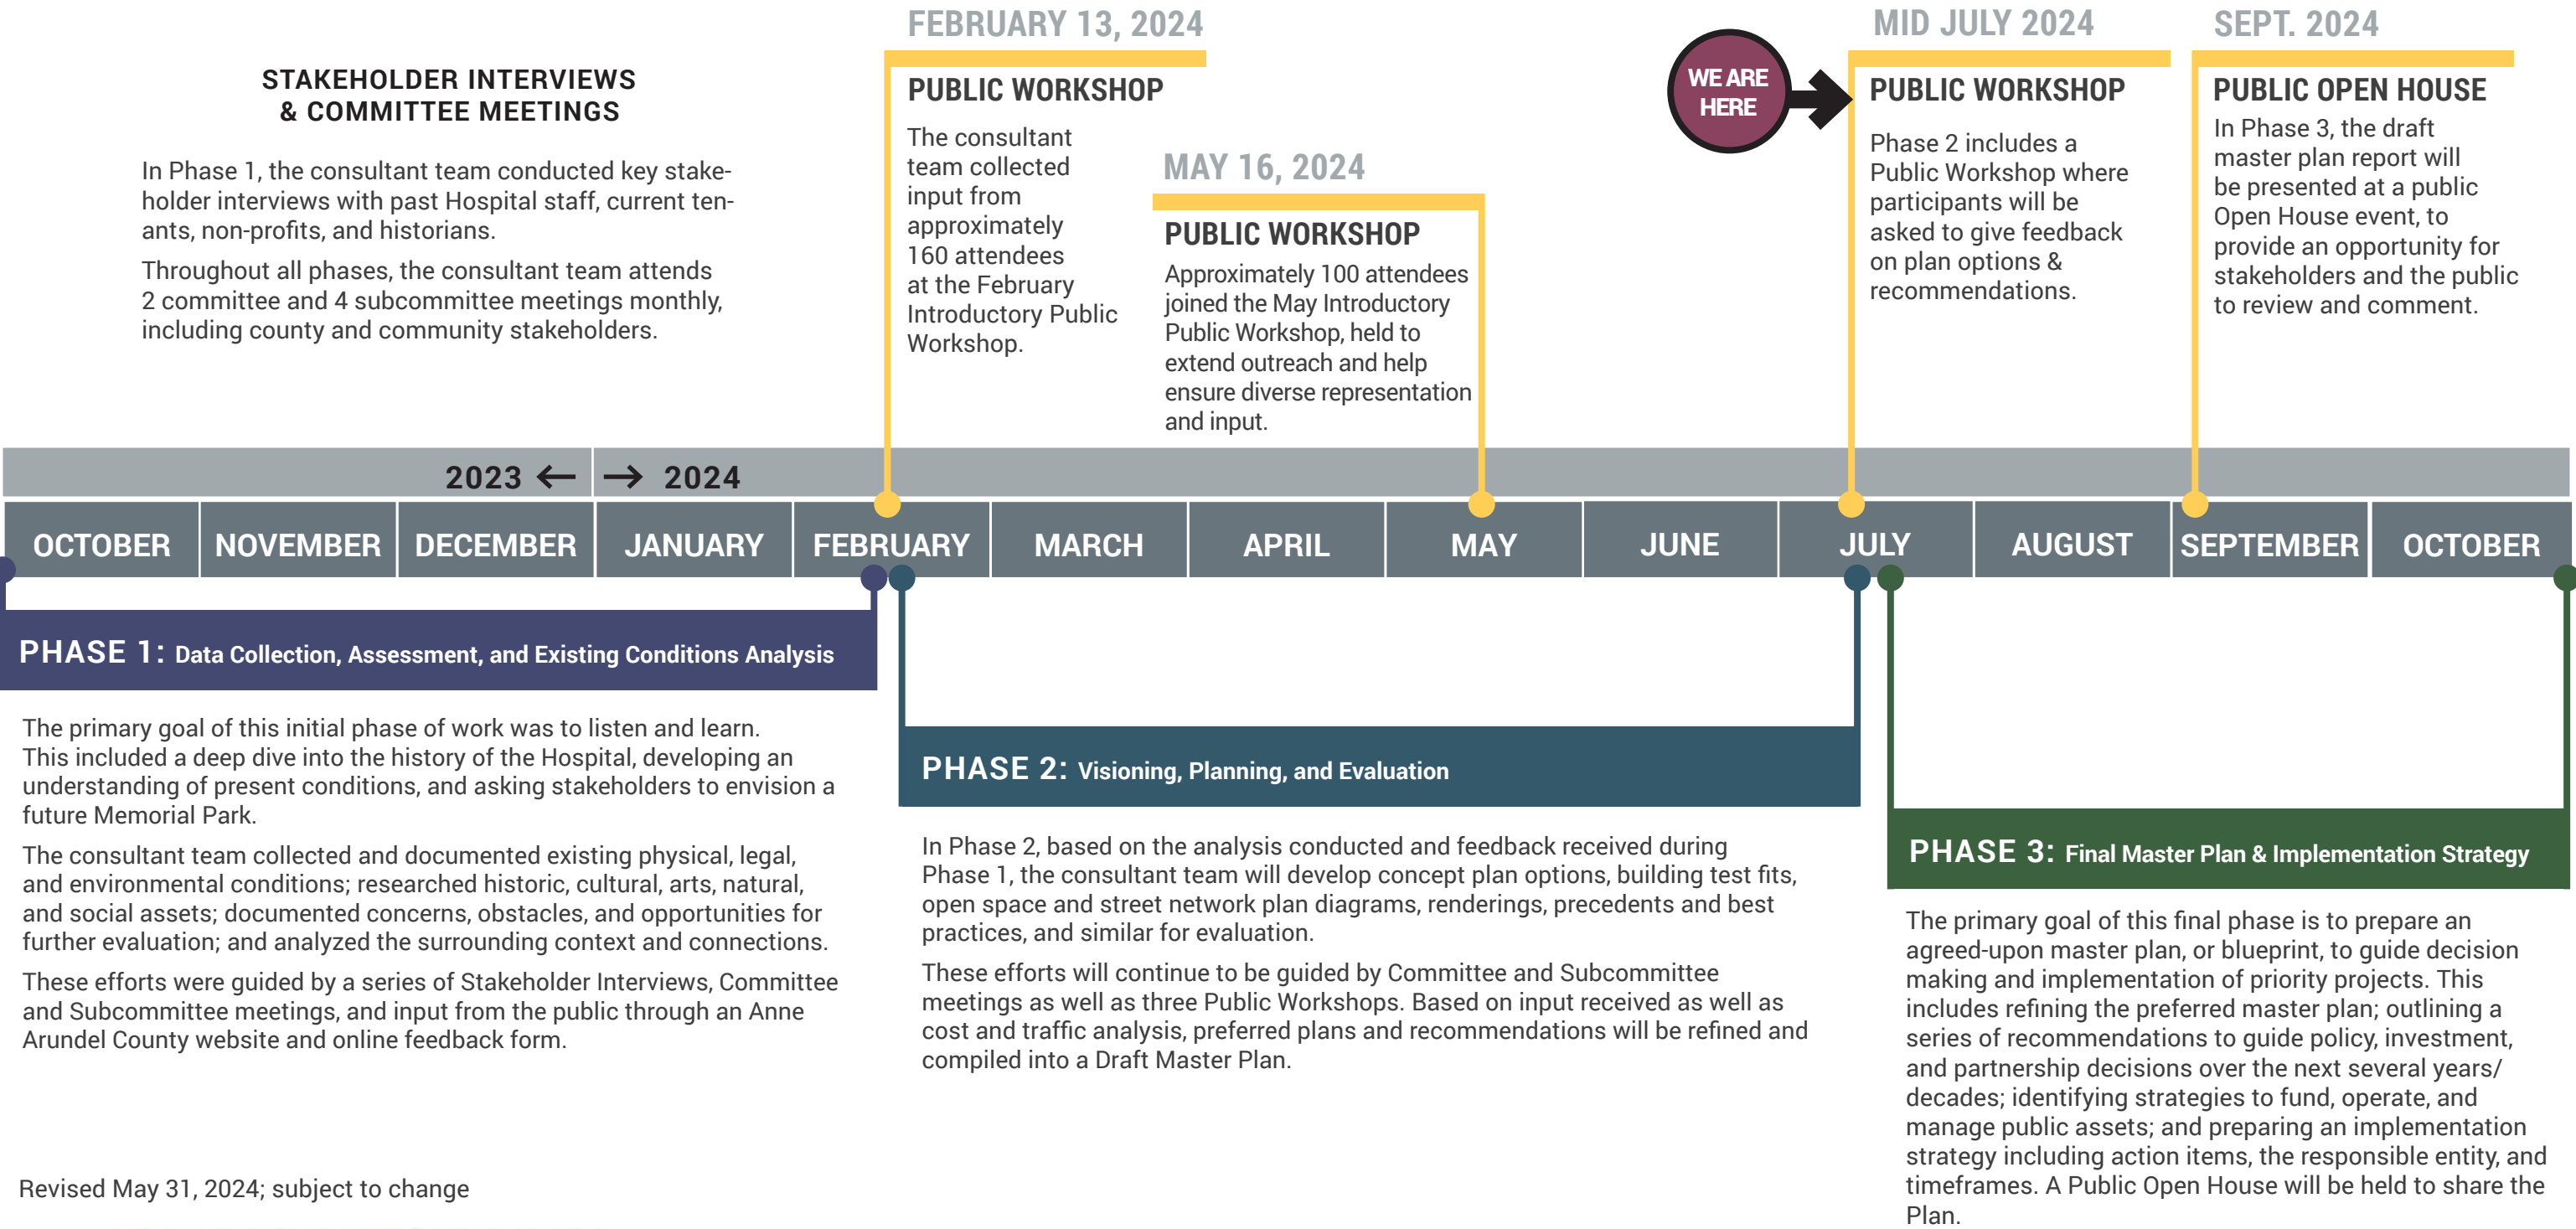 STAKEHOLDER INTERVIEWS
& COMMITTEE MEETINGS
In Phase 1, the consultant team conducted key stake-
holder interviews with past Hospital staff, current ten-
ants, non-profits, and historians.
Throughout all phases, the consultant team attends
2 committee and 4 subcommittee meetings monthly,
including county and community stakeholders.
FEBRUARY 13, 2024
PUBLIC WORKSHOP
The consultant
team collected
input from
approximately
160 attendees
at the February
Introductory Public
Workshop.
MAY 16, 2024
PUBLIC WORKSHOP
Approximately 100 attendees
joined the May Introductory
Public Workshop, held to
extend outreach and help
ensure diverse representation
and input.
WE ARE
HERE
MID JULY 2024
PUBLIC WORKSHOP
Phase 2 includes a
Public Workshop where
participants will be
asked to give feedback
on plan options &
recommendations.
SEPT. 2024
PUBLIC OPEN HOUSE
In Phase 3, the draft
master plan report will
be presented at a public
Open House event, to
provide an opportunity for
stakeholders and the public
to review and comment.
2023 ← → 2024
OCTOBER NOVEMBER DECEMBER JANUARY FEBRUARY MARCH APRIL MAY JUNE JULY AUGUST SEPTEMBER OCTOBER
PHASE 1: Data Collection, Assessment, and Existing Conditions Analysis
The primary goal of this initial phase of work was to listen and learn.
This included a deep dive into the history of the Hospital, developing an
understanding of present conditions, and asking stakeholders to envision a
future Memorial Park.
The consultant team collected and documented existing physical, legal,
and environmental conditions; researched historic, cultural, arts, natural,
and social assets; documented concerns, obstacles, and opportunities for
further evaluation; and analyzed the surrounding context and connections.
These efforts were guided by a series of Stakeholder Interviews, Committee
and Subcommittee meetings, and input from the public through an Anne
Arundel County website and online feedback form.
PHASE 2: Visioning, Planning, and Evaluation
In Phase 2, based on the analysis conducted and feedback received during
Phase 1, the consultant team will develop concept plan options, building test fits,
open space and street network plan diagrams, renderings, precedents and best
practices, and similar for evaluation.
These efforts will continue to be guided by Committee and Subcommittee
meetings as well as three Public Workshops. Based on input received as well as
cost and traffic analysis, preferred plans and recommendations will be refined and
compiled into a Draft Master Plan.
PHASE 3: Final Master Plan & Implementation Strategy
The primary goal of this final phase is to prepare an
agreed-upon master plan, or blueprint, to guide decision
making and implementation of priority projects. This
includes refining the preferred master plan; outlining a
series of recommendations to guide policy, investment,
and partnership decisions over the next several years/
decades; identifying strategies to fund, operate, and
manage public assets; and preparing an implementation
strategy including action items, the responsible entity, and
timeframes. A Public Open House will be held to share the
Plan.
Revised May 31, 2024; subject to change